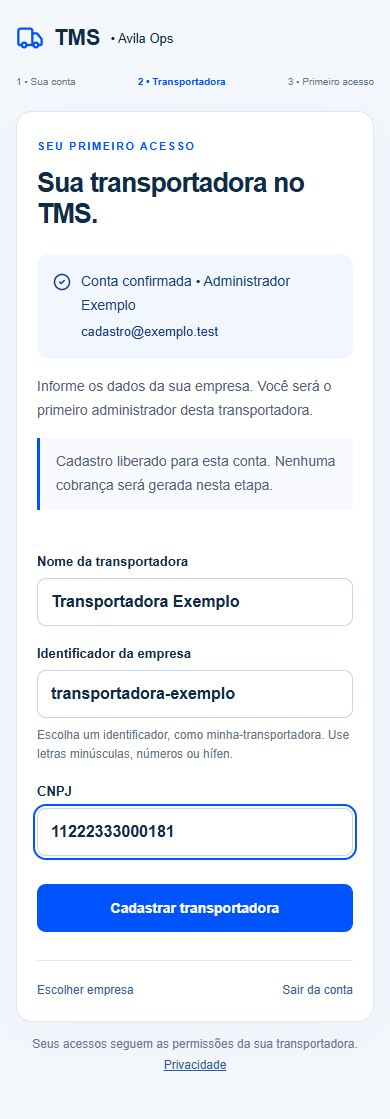 TMS • Avila Ops
1 • Sua conta 2 • Transportadora 3 • Primeiro acesso
SEU PRIMEIRO ACESSO
Sua transportadora no
TMS.
Conta confirmada • Administrador
Exemplo
cadastro@exemplo.test
Informe os dados da sua empresa. Você será o
primeiro administrador desta transportadora.
Cadastro liberado para esta conta. Nenhuma
cobrança será gerada nesta etapa.
Nome da transportadora
Transportadora Exemplo
Identificador da empresa
transportadora-exemplo
Escolha um identificador, como minha-transportadora. Use
letras minúsculas, números ou hífen.
CNPJ
11222333000181
Cadastrar transportadora
Escolher empresa Sair da conta
Seus acessos seguem as permissões da sua transportadora.
Privacidade